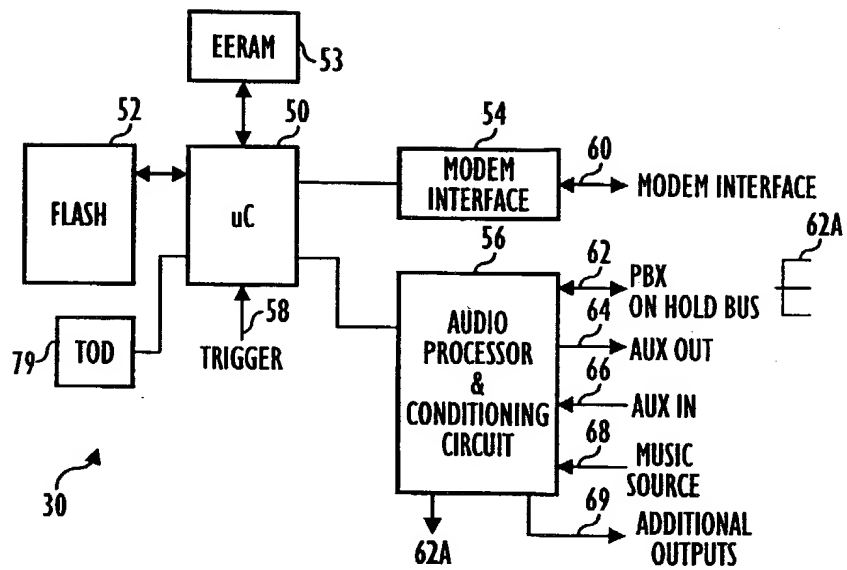 EERAM
53
52
50
54
FLASH
uC
MODEM
INTERFACE
60
MODEM INTERFACE
62A
56
62
PBX
ON HOLD BUS
58
TRIGGER
79
TOD
AUDIO
PROCESSOR
&
CONDITIONING
CIRCUIT
64
AUX OUT
66
AUX IN
68
MUSIC
SOURCE
30
62A
69
ADDITIONAL
OUTPUTS